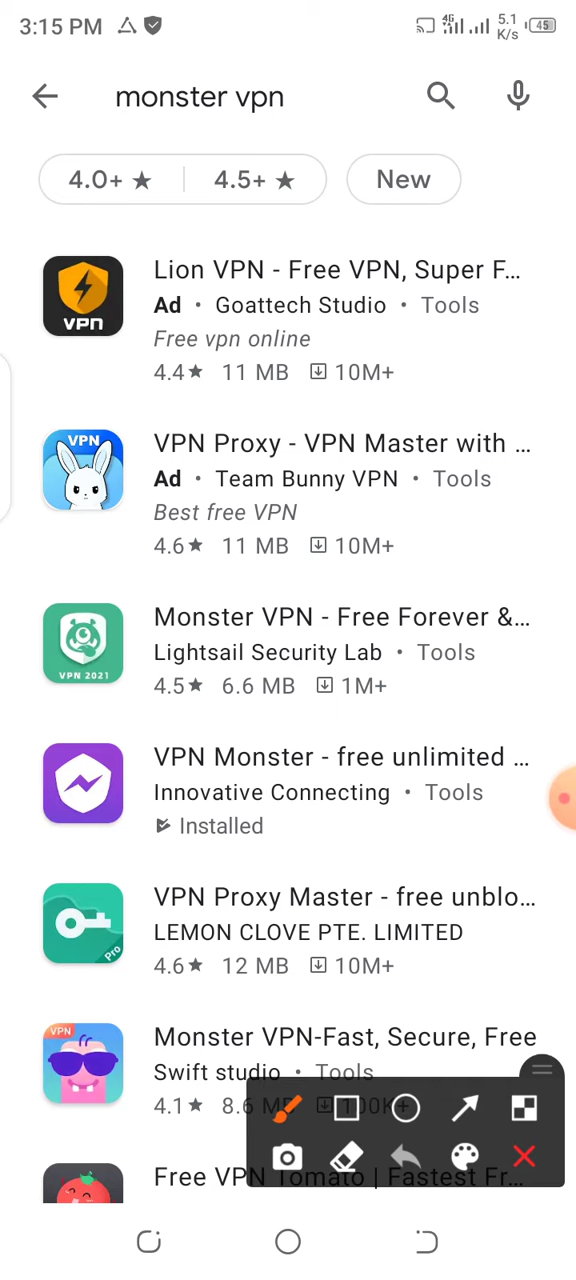 3:15 PM 4G 5.1 K/s 45
monster vpn
4.0+ ★ 4.5+ ★ New
Lion VPN - Free VPN, Super F...
Ad • Goattech Studio • Tools
Free vpn online
VPN
4.4★ 11 MB 10M+
VPN
VPN Proxy - VPN Master with ...
Ad • Team Bunny VPN • Tools
Best free VPN
4.6★ 11 MB 10M+
Monster VPN - Free Forever &...
Lightsail Security Lab • Tools
VPN 2021
4.5★ 6.6 MB 1M+
VPN Monster - free unlimited ...
Innovative Connecting • Tools
Installed
VPN Proxy Master - free unblo...
LEMON CLOVE PTE. LIMITED
Pro
4.6★ 12 MB 10M+
VPN
Monster VPN-Fast, Secure, Free
Swift studio • Tools
4.1★ 8.6 MB 100K+
Free VPN Tomato | Fastest Fr...